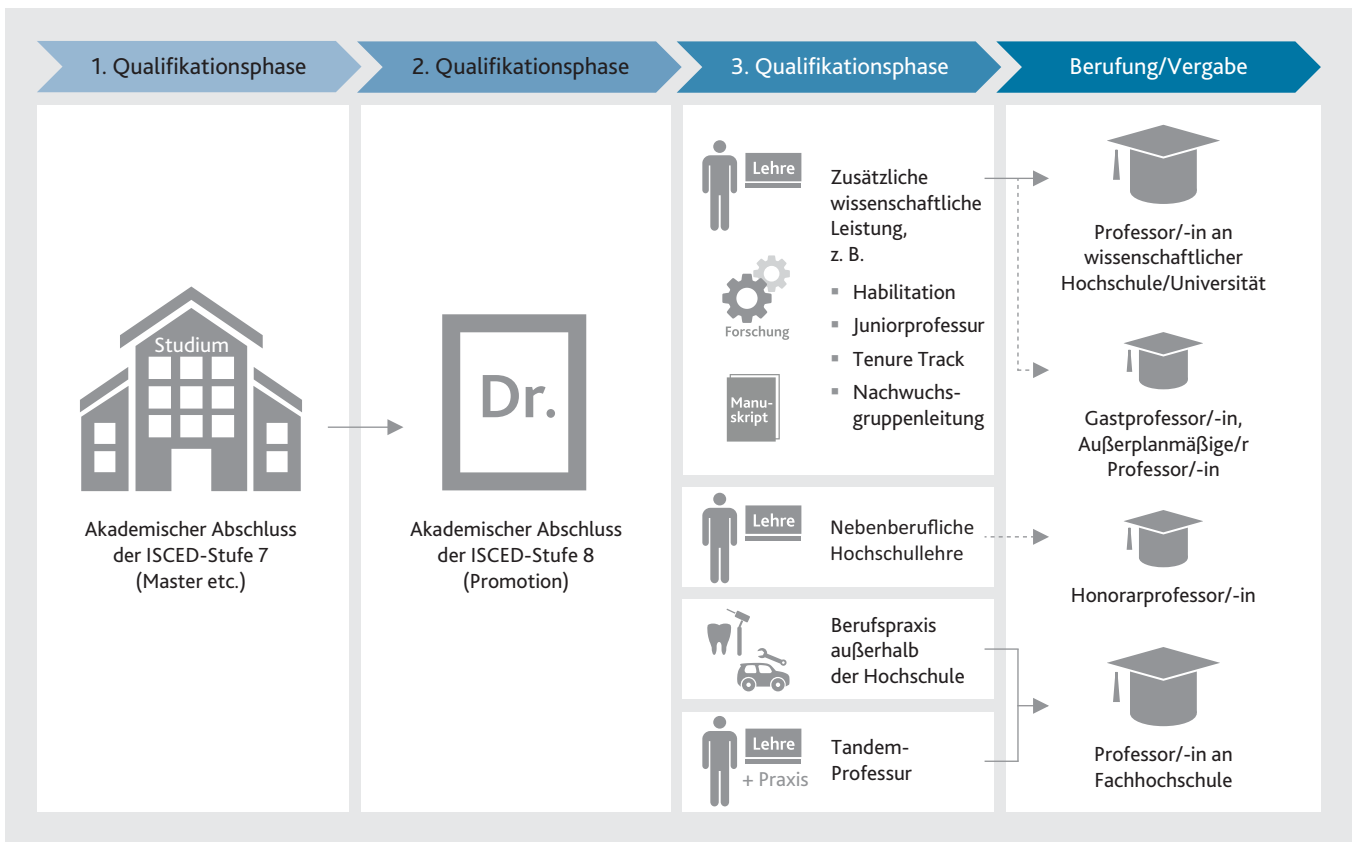 1. Qualifikationsphase
2. Qualifikationsphase
3. Qualifikationsphase
Berufung/Vergabe
Studium
Akademischer Abschluss
der ISCED-Stufe 7
(Master etc.)
Dr.
Akademischer Abschluss
der ISCED-Stufe 8
(Promotion)
Lehre
Forschung
Manu-
skript
Zusätzliche
wissenschaftliche
Leistung,
z. B.
▪ Habilitation
▪ Juniorprofessur
▪ Tenure Track
▪ Nachwuchs-
gruppenleitung
Lehre
Nebenberufliche
Hochschullehre
Berufspraxis
außerhalb
der Hochschule
Lehre
+ Praxis
Tandem-
Professur
Professor/-in an
wissenschaftlicher
Hochschule/Universität
Gastprofessor/-in,
Außerplanmäßige/r
Professor/-in
Honorarprofessor/-in
Professor/-in an
Fachhochschule